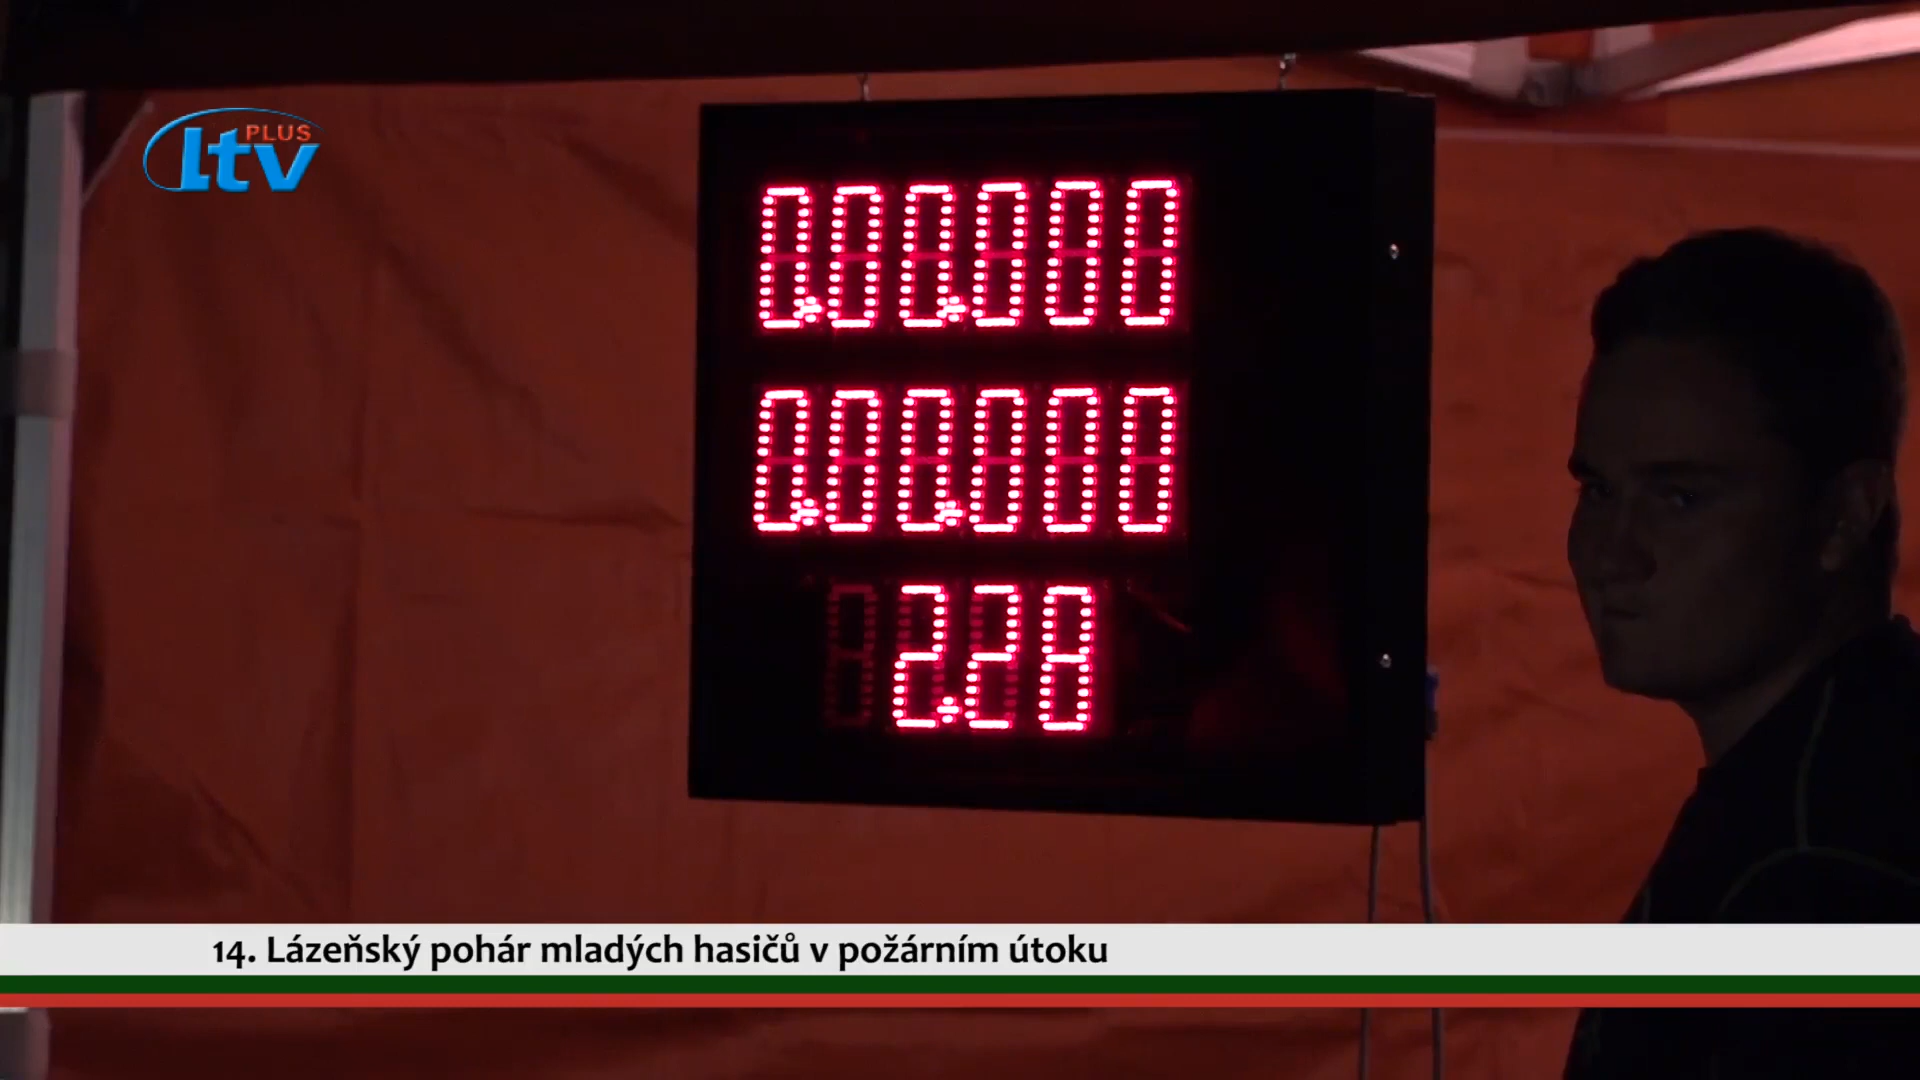 PLUS
ltv
0.00.000
0.00.000
2.28
14. Lázeňský pohár mladých hasičů v požárním útoku